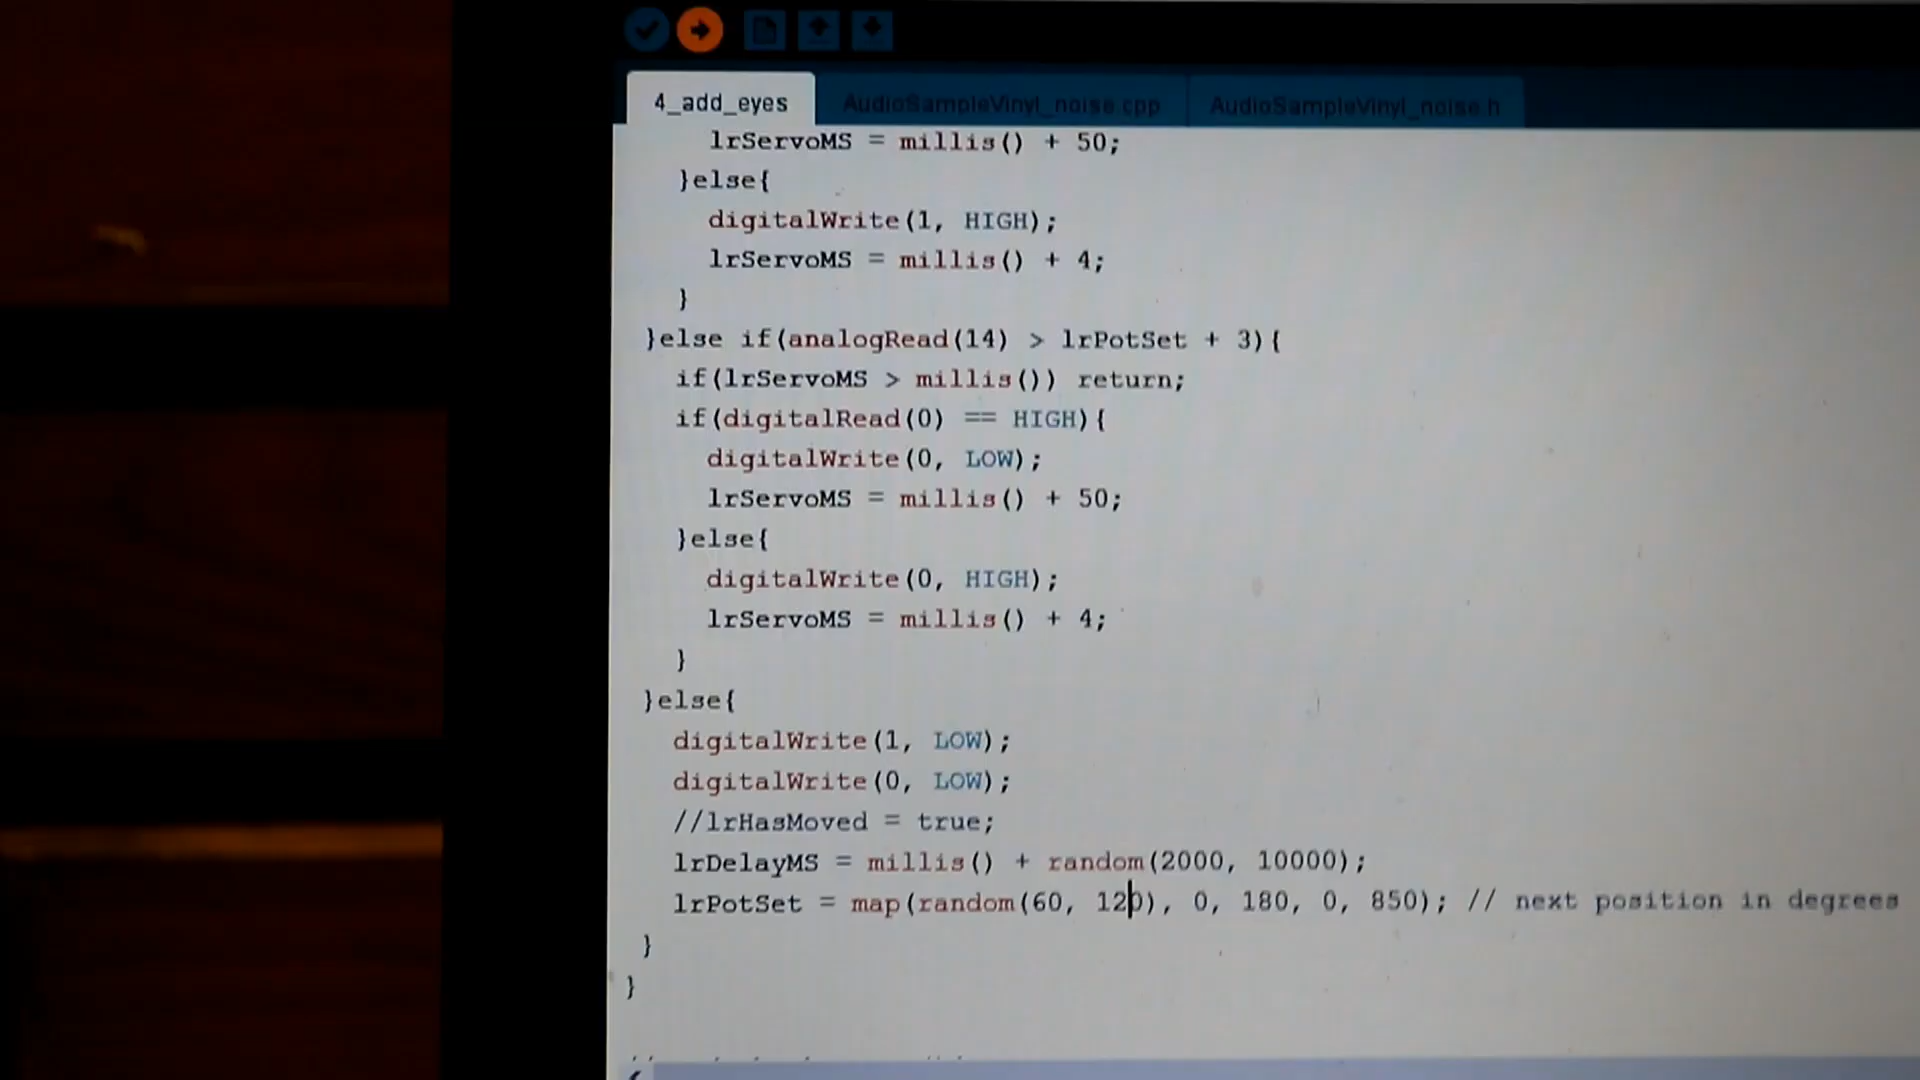 4_add_eyes AudioSampleVinyl_noise.cpp AudioSampleVinyl_noise.h
lrServoMS = millis() + 50;
}else{
digitalWrite(1, HIGH);
lrServoMS = millis() + 4;
}
}else if(analogRead(14) > lrPotSet + 3){
if(lrServoMS > millis()) return;
if(digitalRead(0) == HIGH){
digitalWrite(0, LOW);
lrServoMS = millis() + 50;
}else{
digitalWrite(0, HIGH);
lrServoMS = millis() + 4;
}
}else{
digitalWrite(1, LOW);
digitalWrite(0, LOW);
//lrHasMoved = true;
lrDelayMS = millis() + random(2000, 10000);
lrPotSet = map(random(60, 120), 0, 180, 0, 850); // next position in degrees
}
}